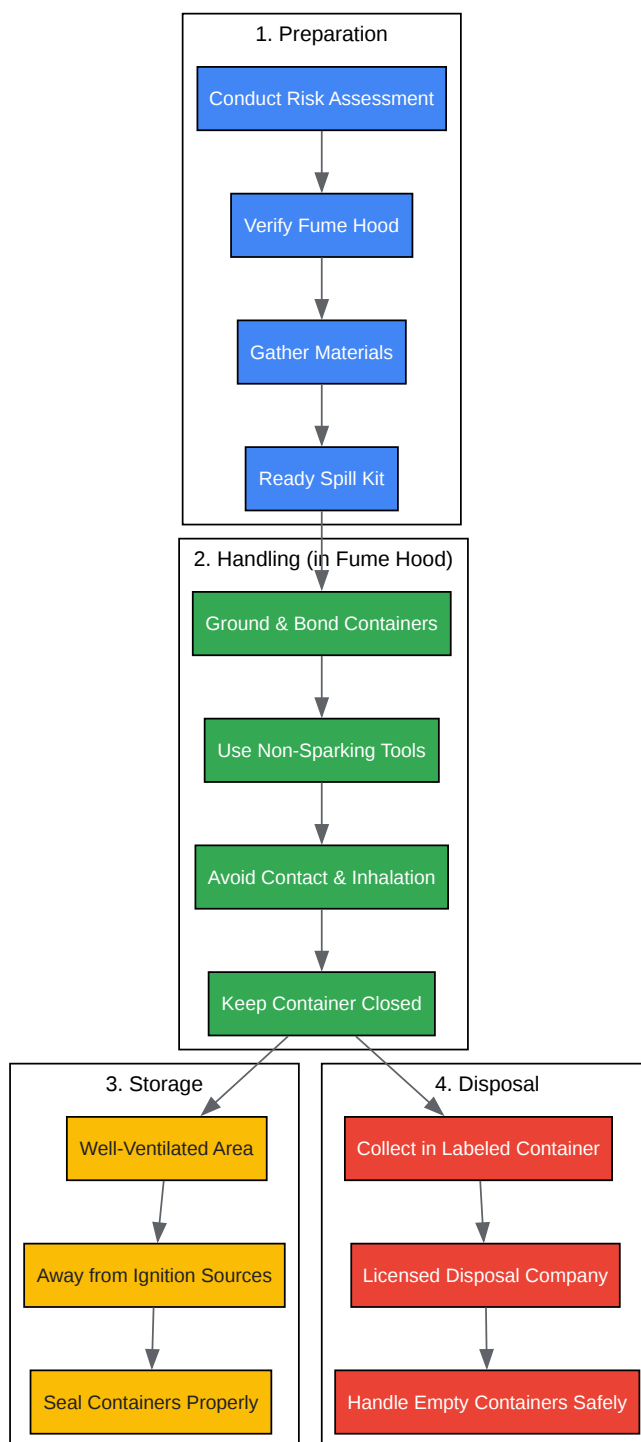 1. Preparation
Conduct Risk Assessment
Verify Fume Hood
Gather Materials
Ready Spill Kit
2. Handling (in Fume Hood)
Ground & Bond Containers
Use Non-Sparking Tools
Avoid Contact & Inhalation
Keep Container Closed
3. Storage
Well-Ventilated Area
Away from Ignition Sources
Seal Containers Properly
4. Disposal
Collect in Labeled Container
Licensed Disposal Company
Handle Empty Containers Safely